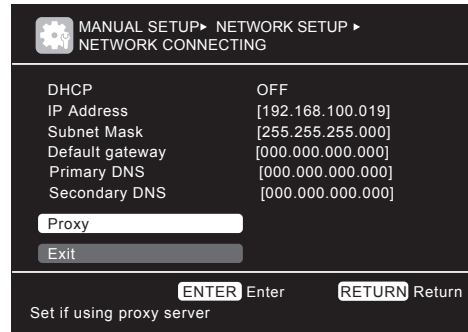 MANUAL SETUP▸ NETWORK SETUP ▸
NETWORK CONNECTING
DHCP OFF
IP Address [192.168.100.019]
Subnet Mask [255.255.255.000]
Default gateway [000.000.000.000]
Primary DNS [000.000.000.000]
Secondary DNS [000.000.000.000]
Proxy
Exit
ENTER Enter RETURN Return
Set if using proxy server